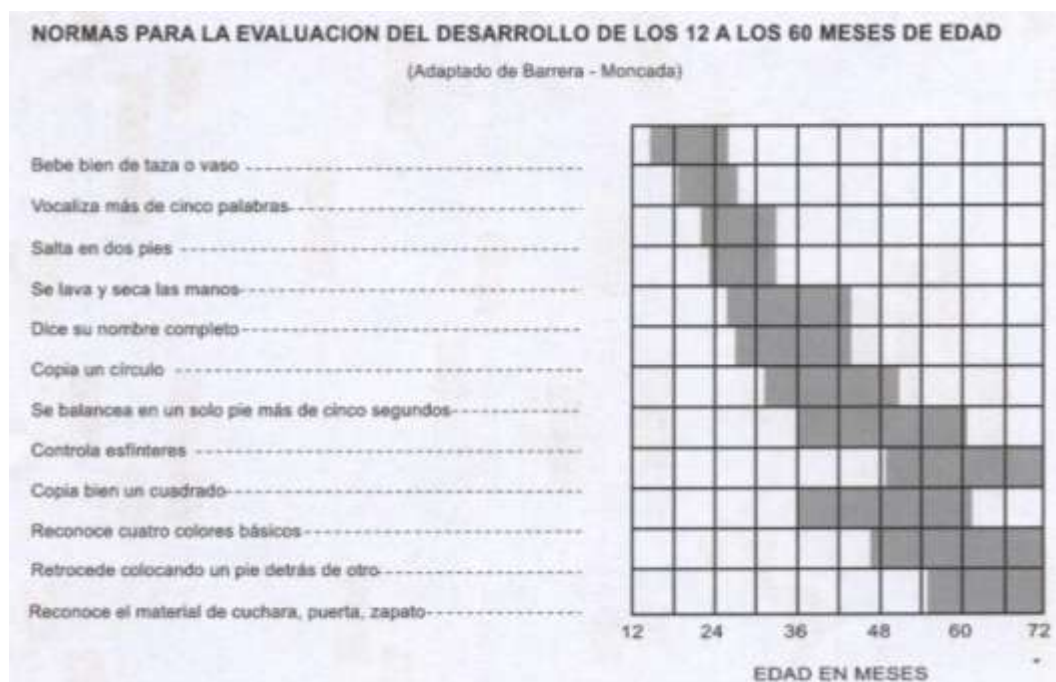 NORMAS PARA LA EVALUACION DEL DESARROLLO DE LOS 12 A LOS 60 MESES DE EDAD
(Adaptado de Barrera - Moncada)
Bebe bien de taza o vaso
Vocaliza más de cinco palabras
Salta en dos pies
Se lava y seca las manos
Dice su nombre completo
Copia un círculo
Se balancea en un solo pie más de cinco segundos
Controla esfínteres
Copia bien un cuadrado
Reconoce cuatro colores básicos
Retrocede colocando un pie detrás de otro
Reconoce el material de cuchara, puerta, zapato
12 24 36 48 60 72
EDAD EN MESES